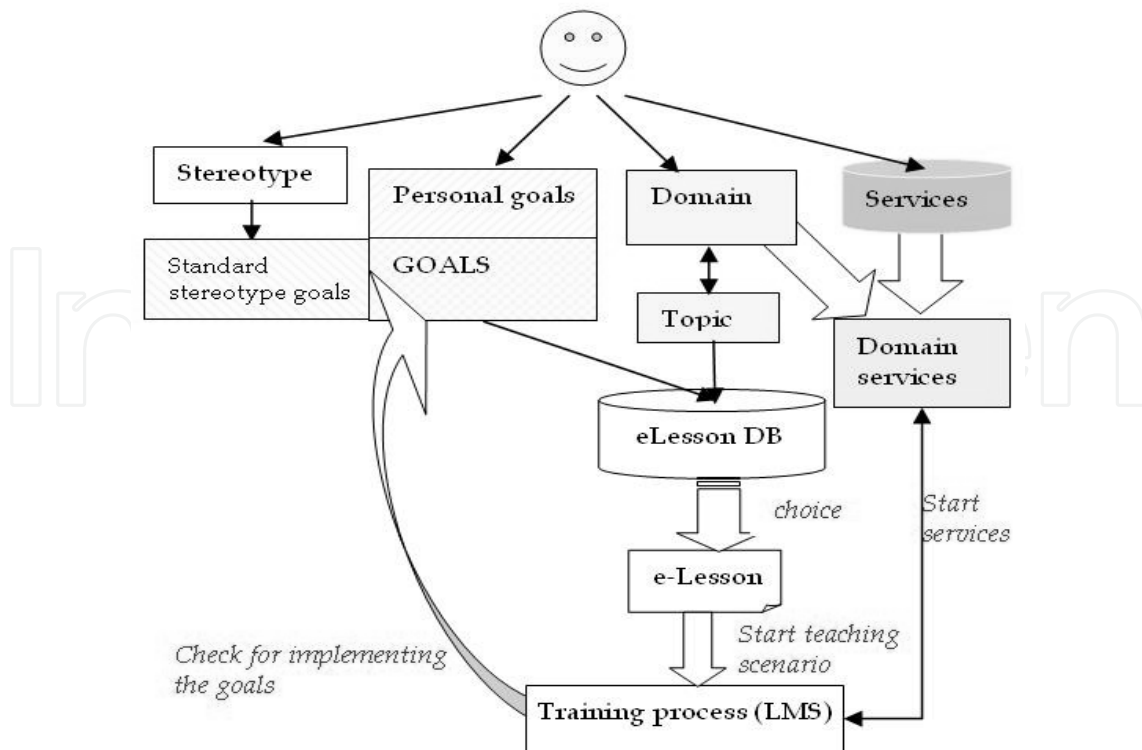 Stereotype
Personal goals
Domain
Services
Standard
stereotype goals
GOALS
Topic
Domain
services
eLesson DB
choice
Start
services
e-Lesson
Start teaching
scenario
Check for implementing
the goals
Training process (LMS)